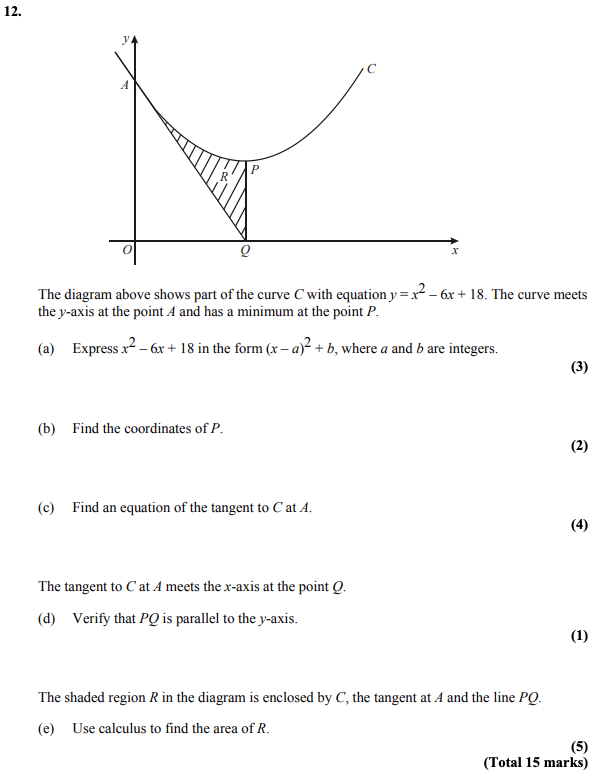 12.
y
A
C
R
P
O
Q
x
The diagram above shows part of the curve C with equation y = x² – 6x + 18. The curve meets
the y-axis at the point A and has a minimum at the point P.
(a) Express x² – 6x + 18 in the form (x – a)² + b, where a and b are integers.
(3)
(b) Find the coordinates of P.
(2)
(c) Find an equation of the tangent to C at A.
(4)
The tangent to C at A meets the x-axis at the point Q.
(d) Verify that PQ is parallel to the y-axis.
(1)
The shaded region R in the diagram is enclosed by C, the tangent at A and the line PQ.
(e) Use calculus to find the area of R.
(5)
(Total 15 marks)